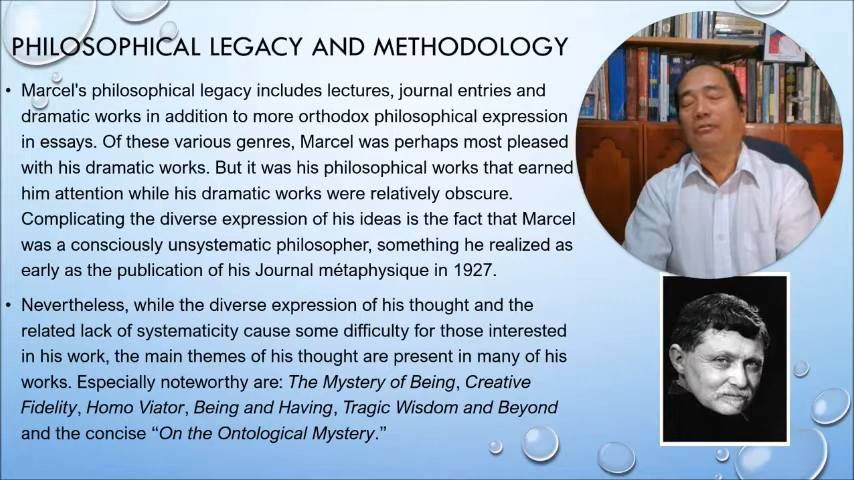 PHILOSOPHICAL LEGACY AND METHODOLOGY
• Marcel's philosophical legacy includes lectures, journal entries and
dramatic works in addition to more orthodox philosophical expression
in essays. Of these various genres, Marcel was perhaps most pleased
with his dramatic works. But it was his philosophical works that earned
him attention while his dramatic works were relatively obscure.
Complicating the diverse expression of his ideas is the fact that Marcel
was a consciously unsystematic philosopher, something he realized as
early as the publication of his Journal métaphysique in 1927.
• Nevertheless, while the diverse expression of his thought and the
related lack of systematicity cause some difficulty for those interested
in his work, the main themes of his thought are present in many of his
works. Especially noteworthy are: The Mystery of Being, Creative
Fidelity, Homo Viator, Being and Having, Tragic Wisdom and Beyond
and the concise “On the Ontological Mystery.”